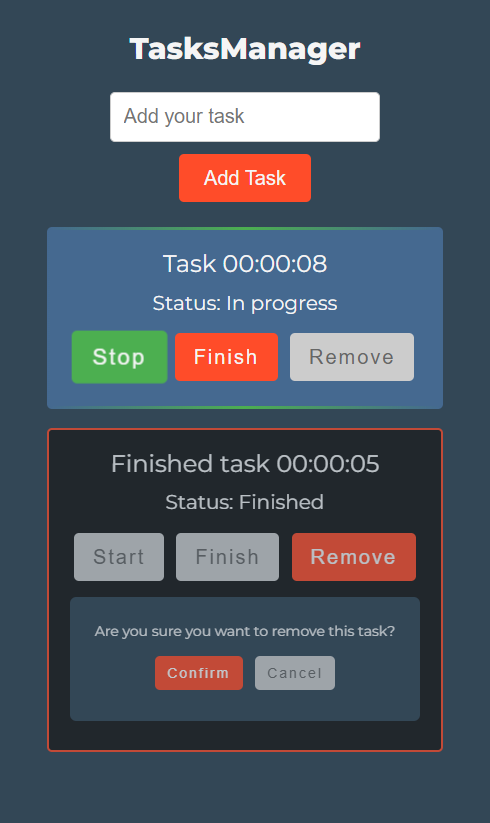 TasksManager
Add your task
Add Task
Task 00:00:08
Status: In progress
Stop Finish Remove
Finished task 00:00:05
Status: Finished
Start Finish Remove
Are you sure you want to remove this task?
Confirm Cancel